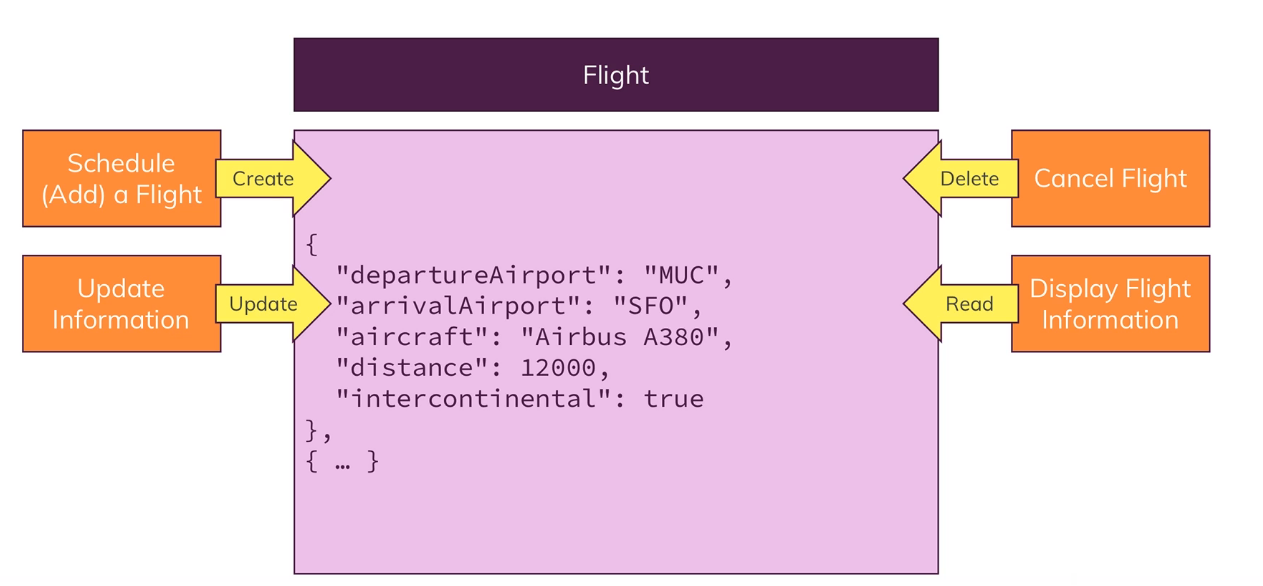 Flight
Schedule
(Add) a Flight
Create
Delete
Cancel Flight
Update
Information
Update
Read
Display Flight
Information
{
"departureAirport": "MUC",
"arrivalAirport": "SFO",
"aircraft": "Airbus A380",
"distance": 12000,
"intercontinental": true
},
{ … }